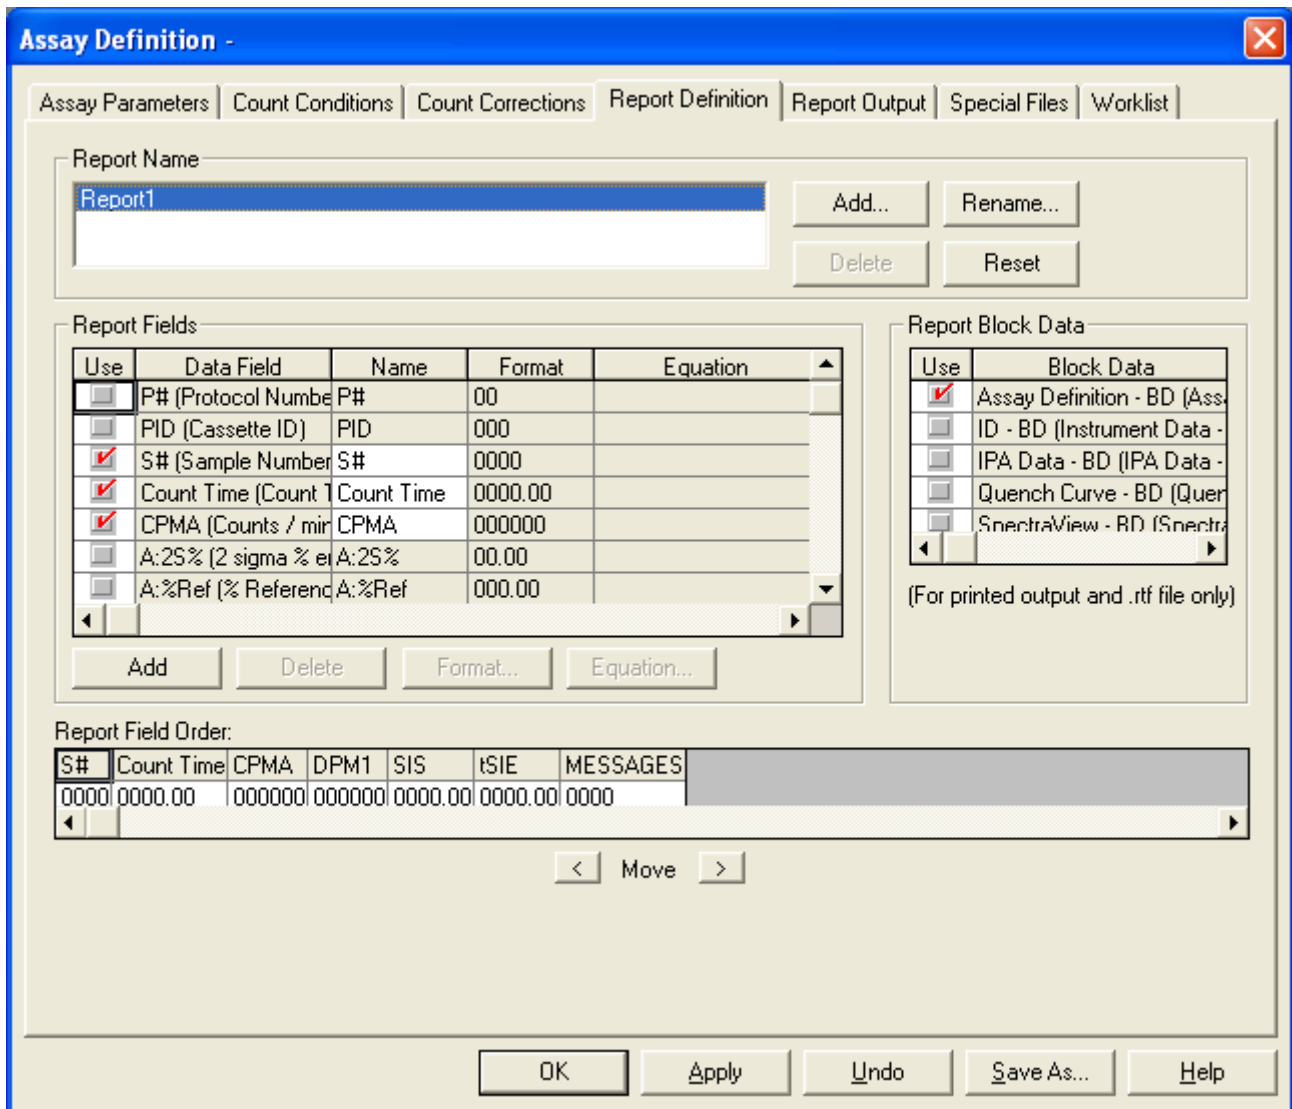 Assay Definition -
Assay Parameters Count Conditions Count Corrections Report Definition Report Output Special Files Worklist
Report Name
Report1
Add... Rename...
Delete Reset
Report Fields Report Block Data
Use Data Field Name Format Equation Use Block Data
P# (Protocol Numbe P# 00 Assay Definition - BD (Ass
PID (Cassette ID) PID 000 ID - BD (Instrument Data -
S# (Sample Number S# 0000 IPA Data - BD (IPA Data -
Count Time (Count T Count Time 0000.00 Quench Curve - BD (Quen
CPMA (Counts / min CPMA 000000 SpectraView - BD (Spectra
A:2S% (2 sigma % er A:2S% 00.00
A:%Ref (% Referenc A:%Ref 000.00
(For printed output and .rtf file only)
Add Delete Format... Equation...
Report Field Order:
S# Count Time CPMA DPM1 SIS tSIE MESSAGES
0000 0000.00 000000 000000 0000.00 0000.00 0000
< Move >
OK Apply Undo Save As... Help